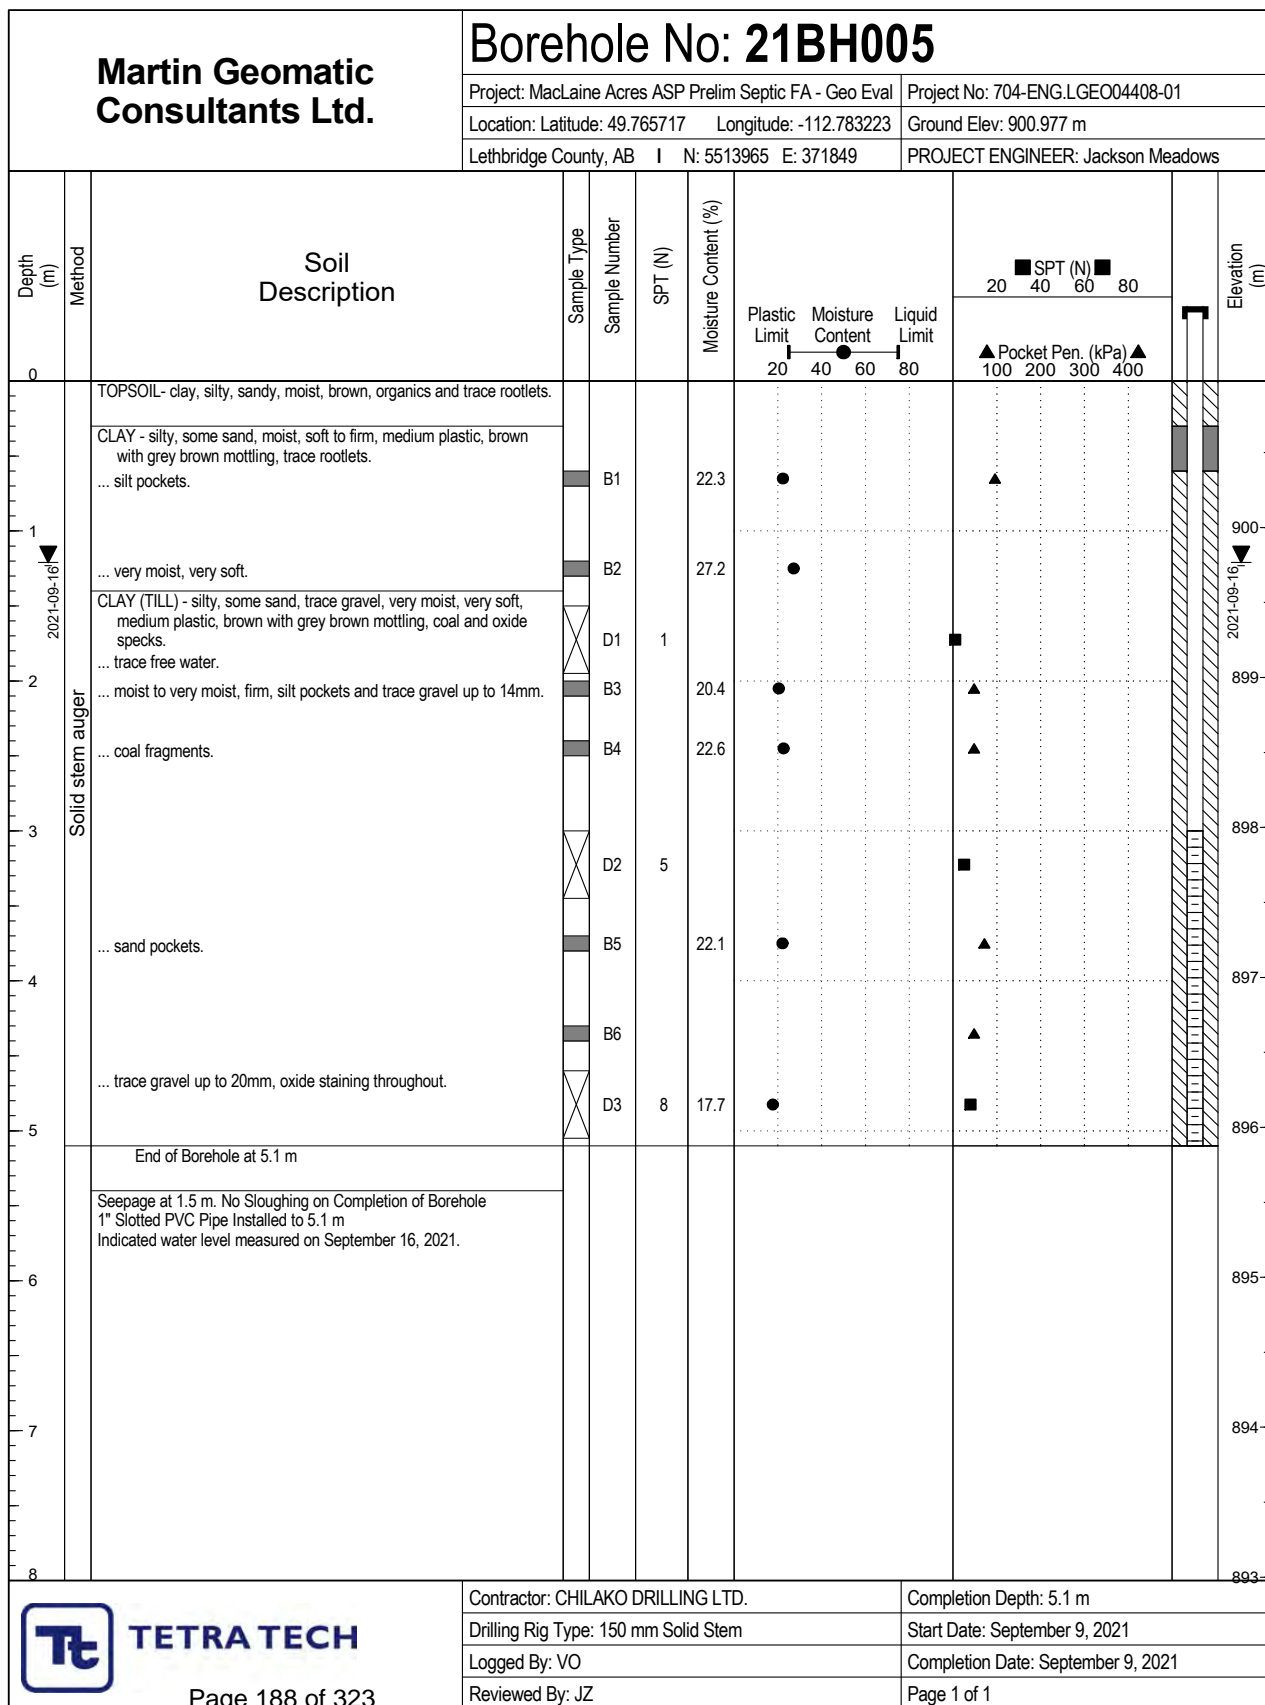 Martin Geomatic
Consultants Ltd.
Borehole No: 21BH005
Project: MacLaine Acres ASP Prelim Septic FA - Geo Eval
Project No: 704-ENG.LGEO04408-01
Location: Latitude: 49.765717 Longitude: -112.783223
Ground Elev: 900.977 m
Lethbridge County, AB I N: 5513965 E: 371849
PROJECT ENGINEER: Jackson Meadows
Depth
(m)
Method
Soil
Description
Sample Type
Sample Number
SPT (N)
Moisture Content (%)
Plastic Moisture Liquid
Limit Content Limit
20 40 60 80
■ SPT (N) ■
20 40 60 80
▲ Pocket Pen. (kPa) ▲
100 200 300 400
Elevation
(m)
0
TOPSOIL- clay, silty, sandy, moist, brown, organics and trace rootlets.
CLAY - silty, some sand, moist, soft to firm, medium plastic, brown
with grey brown mottling, trace rootlets.
... silt pockets.
B1 22.3
1
900
2021-09-16
... very moist, very soft.
B2 27.2
2021-09-16
CLAY (TILL) - silty, some sand, trace gravel, very moist, very soft,
medium plastic, brown with grey brown mottling, coal and oxide
specks.
D1 1
... trace free water.
2
899
... moist to very moist, firm, silt pockets and trace gravel up to 14mm.
B3 20.4
Solid stem auger
... coal fragments.
B4 22.6
3
898
D2 5
... sand pockets.
B5 22.1
4
897
B6
... trace gravel up to 20mm, oxide staining throughout.
D3 8 17.7
5
896
End of Borehole at 5.1 m
Seepage at 1.5 m. No Sloughing on Completion of Borehole
1" Slotted PVC Pipe Installed to 5.1 m
Indicated water level measured on September 16, 2021.
6
895
7
894
8
893
TETRA TECH
Page 188 of 323
Contractor: CHILAKO DRILLING LTD.
Completion Depth: 5.1 m
Drilling Rig Type: 150 mm Solid Stem
Start Date: September 9, 2021
Logged By: VO
Completion Date: September 9, 2021
Reviewed By: JZ
Page 1 of 1